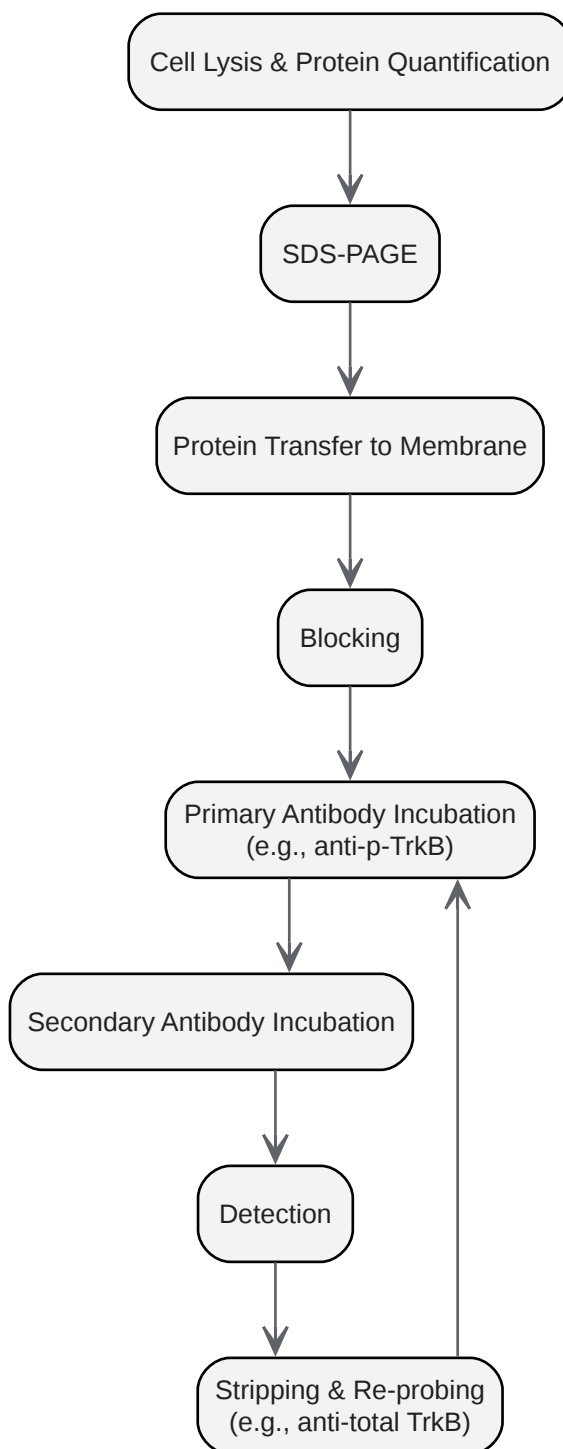 Cell Lysis & Protein Quantification
SDS-PAGE
Protein Transfer to Membrane
Blocking
Primary Antibody Incubation
(e.g., anti-p-TrkB)
Secondary Antibody Incubation
Detection
Stripping & Re-probing
(e.g., anti-total TrkB)